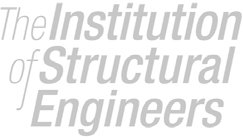 The Institution
of Structural
Engineers